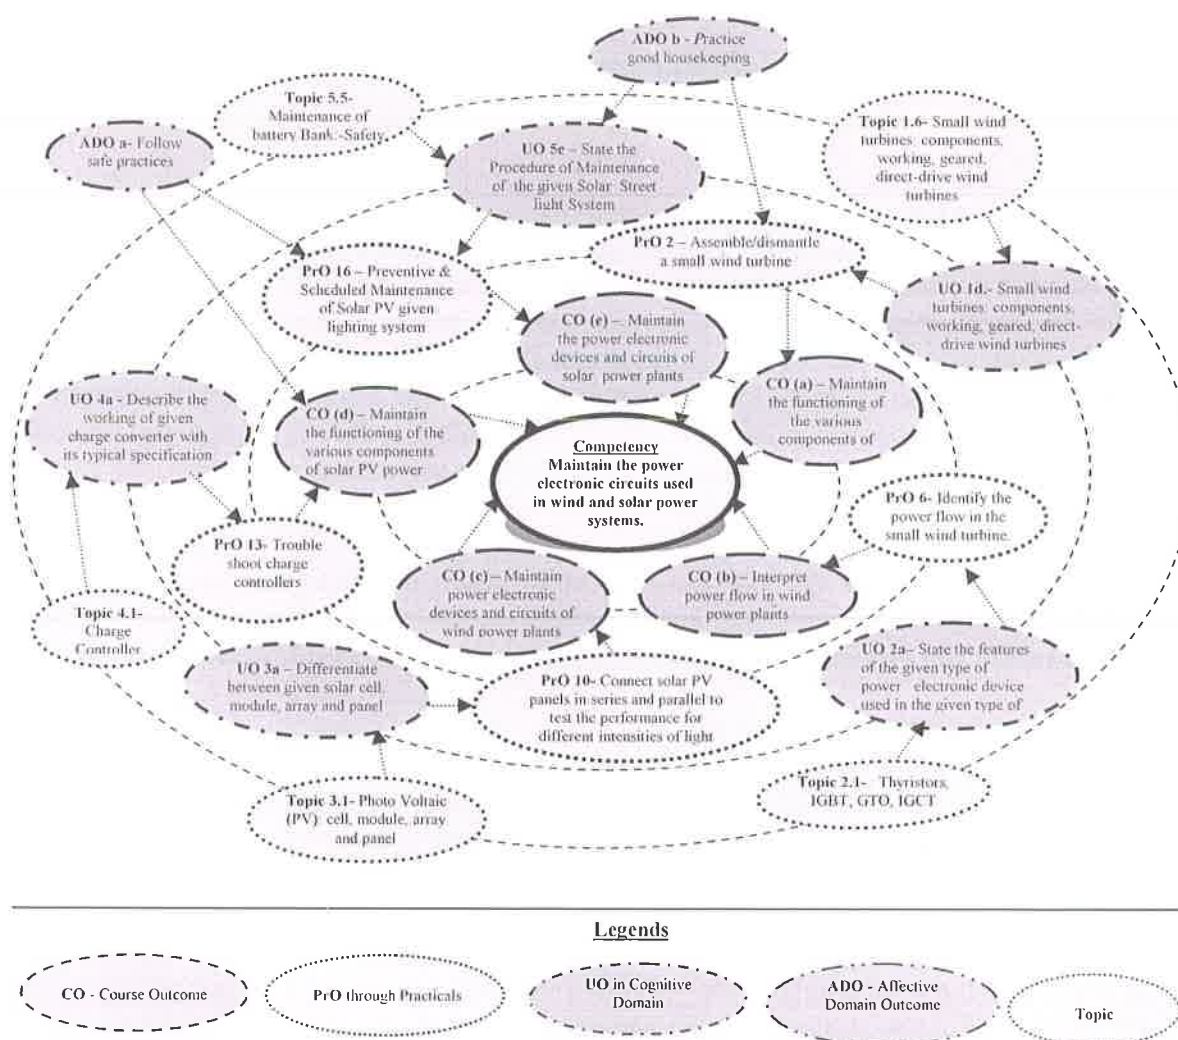 ADO b - Practice
good housekeeping
Topic 5.5-
Maintenance of
battery Bank.-Safety,
Topic 1.6- Small wind
turbines: components,
working, geared,
direct-drive wind
turbines
ADO a- Follow
safe practices
UO 5e – State the
Procedure of Maintenance
of the given Solar Street
light System
PrO 2 – Assemble/dismantle
a small wind turbine
PrO 16 – Preventive &
Scheduled Maintenance
of Solar PV given
lighting system
UO 1d.- Small wind
turbines: components,
working, geared, direct-
drive wind turbines
CO (e) – Maintain
the power electronic
devices and circuits of
solar power plants
CO (a) – Maintain
the functioning of
the various
components of
UO 4a - Describe the
working of given
charge converter with
its typical specification
CO (d) – Maintain
the functioning of the
various components
of solar PV power
Competency
Maintain the power
electronic circuits used
in wind and solar power
systems.
PrO 6- Identify the
power flow in the
small wind turbine.
PrO 13- Trouble
shoot charge
controllers
CO (c) – Maintain
power electronic
devices and circuits of
wind power plants
CO (b) – Interpret
power flow in wind
power plants
Topic 4.1-
Charge
Controller
UO 3a – Differentiate
between given solar cell,
module, array and panel
PrO 10- Connect solar PV
panels in series and parallel to
test the performance for
different intensities of light
UO 2a– State the features
of the given type of
power electronic device
used in the given type of
Topic 3.1- Photo Voltaic
(PV) cell, module, array
and panel
Topic 2.1- Thyristors,
IGBT, GTO, IGCT
Legends
CO - Course Outcome
PrO through Practicals
UO in Cognitive
Domain
ADO - Affective
Domain Outcome
Topic